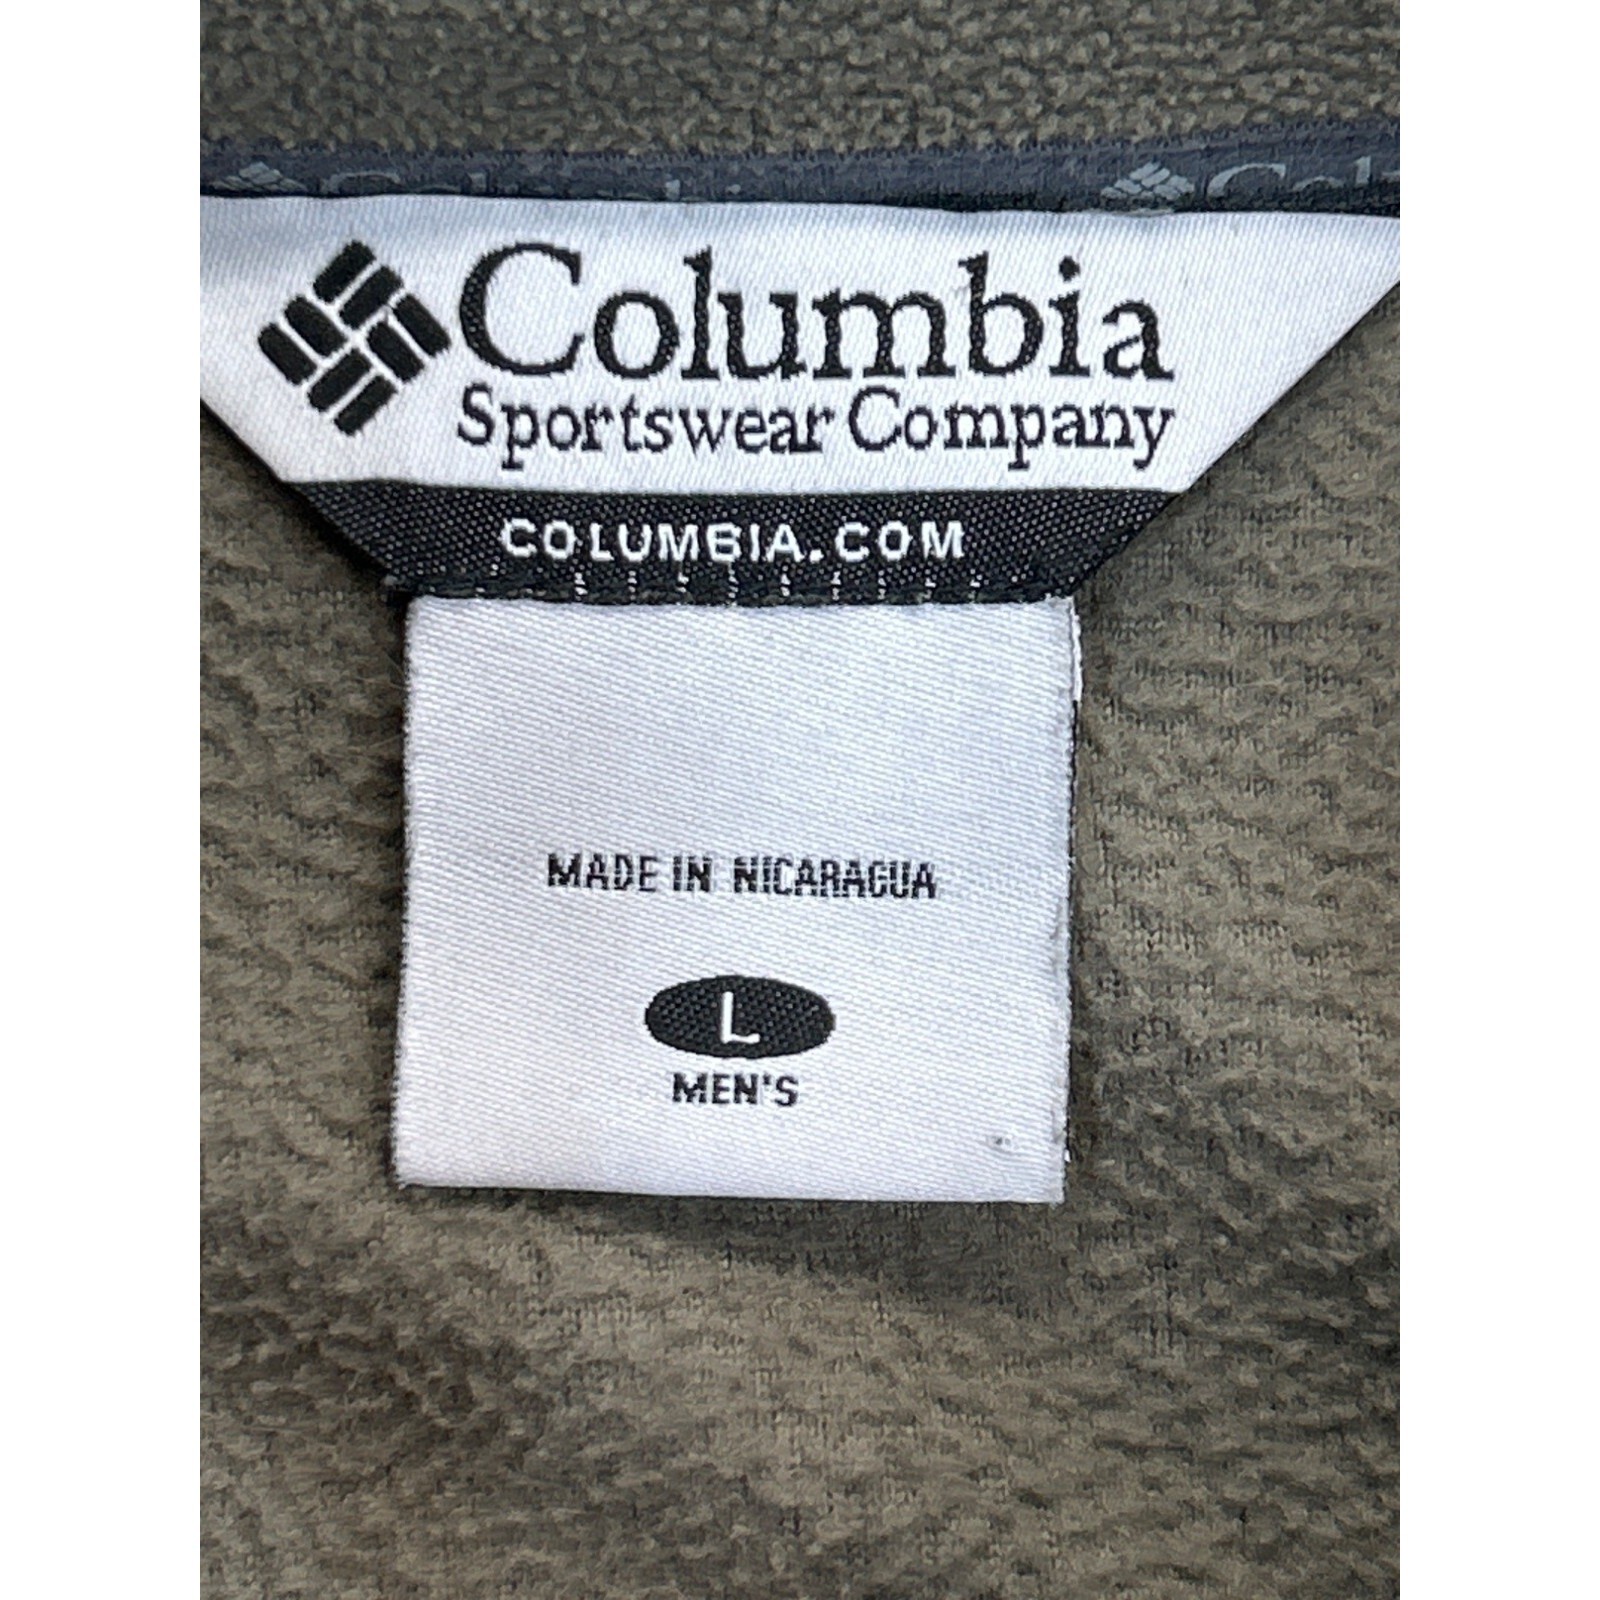 Columbia
Sportswear Company
COLUMBIA.COM
MADE IN NICARAGUA
L
MEN'S